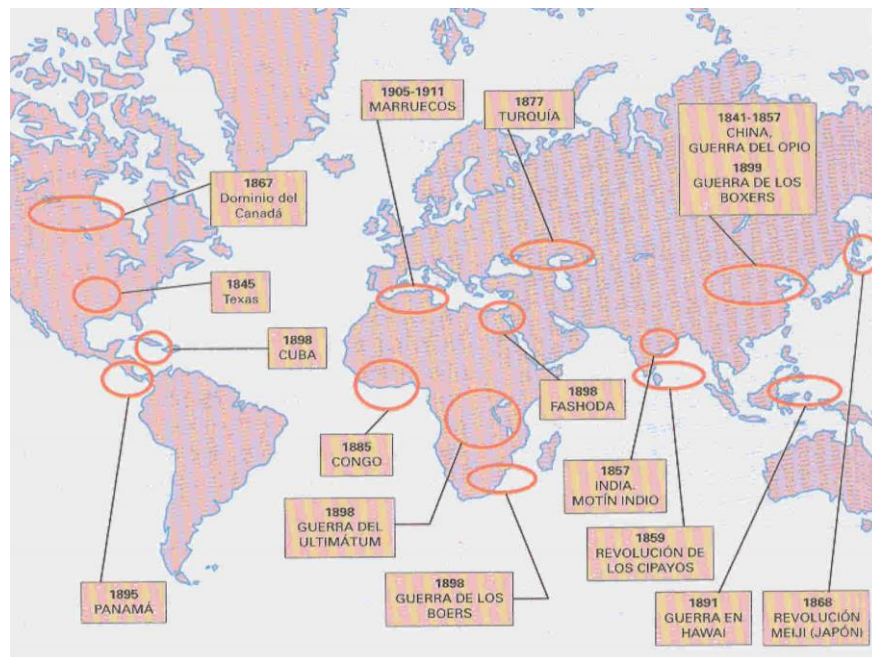 1905-1911
MARRUECOS
1877
TURQUÍA
1841-1857
CHINA,
GUERRA DEL OPIO
1899
GUERRA DE LOS
BOXERS
1867
Dominio del
Canadá
1845
Texas
1898
CUBA
1898
FASHODA
1885
CONGO
1857
INDIA.
MOTÍN INDIO
1898
GUERRA DEL
ULTIMÁTUM
1859
REVOLUCIÓN DE
LOS CIPAYOS
1895
PANAMÁ
1898
GUERRA DE LOS
BOERS
1891
GUERRA EN
HAWAI
1868
REVOLUCIÓN
MEIJI (JAPÓN)